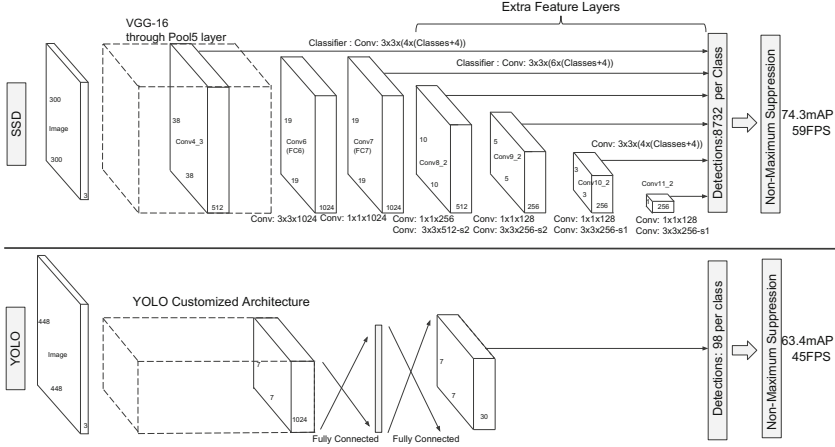 Extra Feature Layers
VGG-16
through Pool5 layer
Classifier : Conv: 3x3x(4x(Classes+4))
Classifier : Conv: 3x3x(6x(Classes+4))
SSD
300
Image
300
3
38
Conv4_3
38
512
19
Conv6
(FC6)
19
1024
19
Conv7
(FC7)
19
1024
10
Conv8_2
10
512
5
Conv9_2
5
256
Conv: 3x3x(4x(Classes+4))
3
Conv10_2
3
256
Conv11_2
1
256
Conv: 3x3x1024
Conv: 1x1x1024
Conv: 1x1x256
Conv: 3x3x512-s2
Conv: 1x1x128
Conv: 3x3x256-s2
Conv: 1x1x128
Conv: 3x3x256-s1
Conv: 1x1x128
Conv: 3x3x256-s1
Detections:8732 per Class
Non-Maximum Suppression
74.3mAP
59FPS
YOLO
448
Image
448
3
YOLO Customized Architecture
7
7
1024
Fully Connected
Fully Connected
7
7
30
Detections: 98 per class
Non-Maximum Suppression
63.4mAP
45FPS